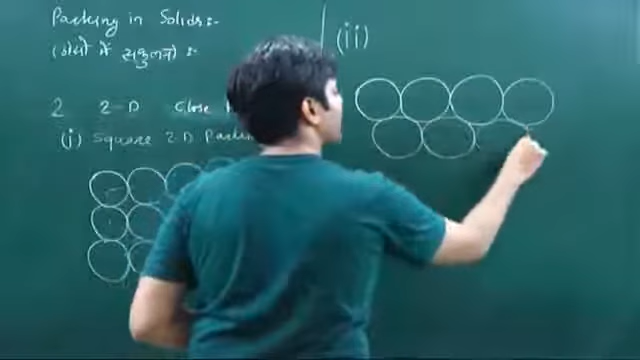 Packing in Solids:-
(ठोसों में संकुलन) :-
2 2-D Close
(i) Square 2-D Packin
(ii)